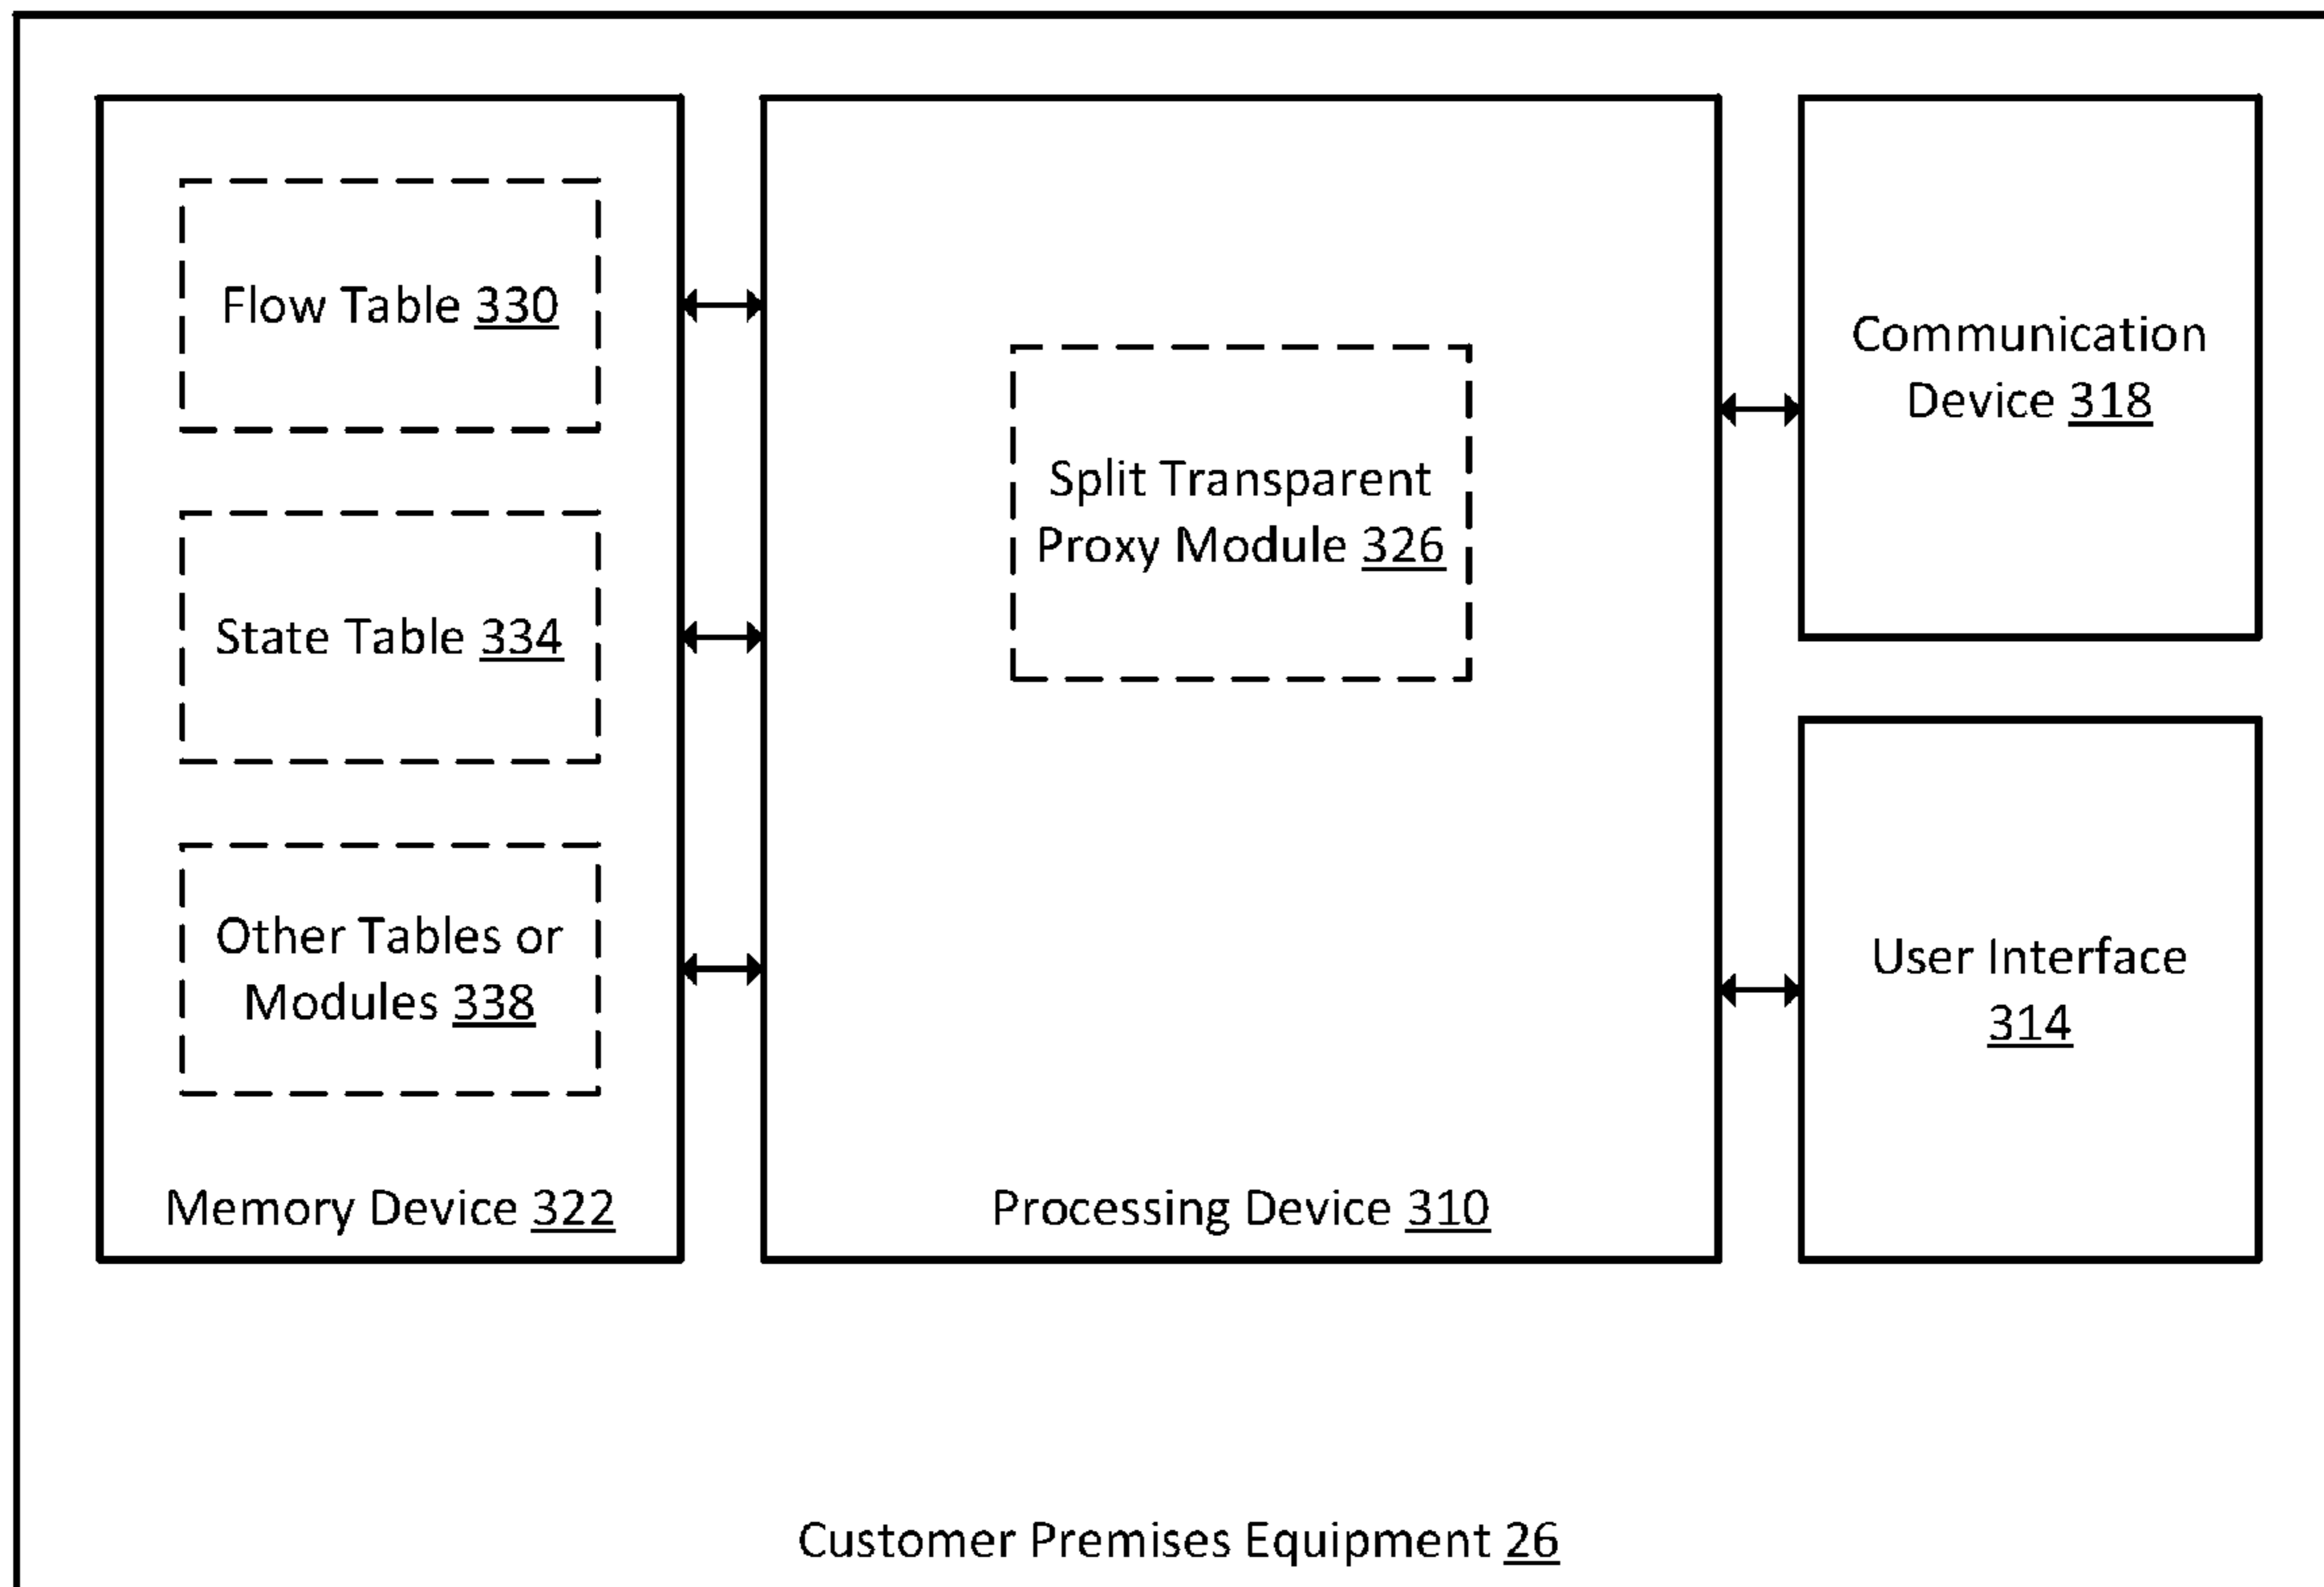 Flow Table 330
State Table 334
Other Tables or
Modules 338
Memory Device 322
Split Transparent
Proxy Module 326
Processing Device 310
Communication
Device 318
User Interface
314
Customer Premises Equipment 26